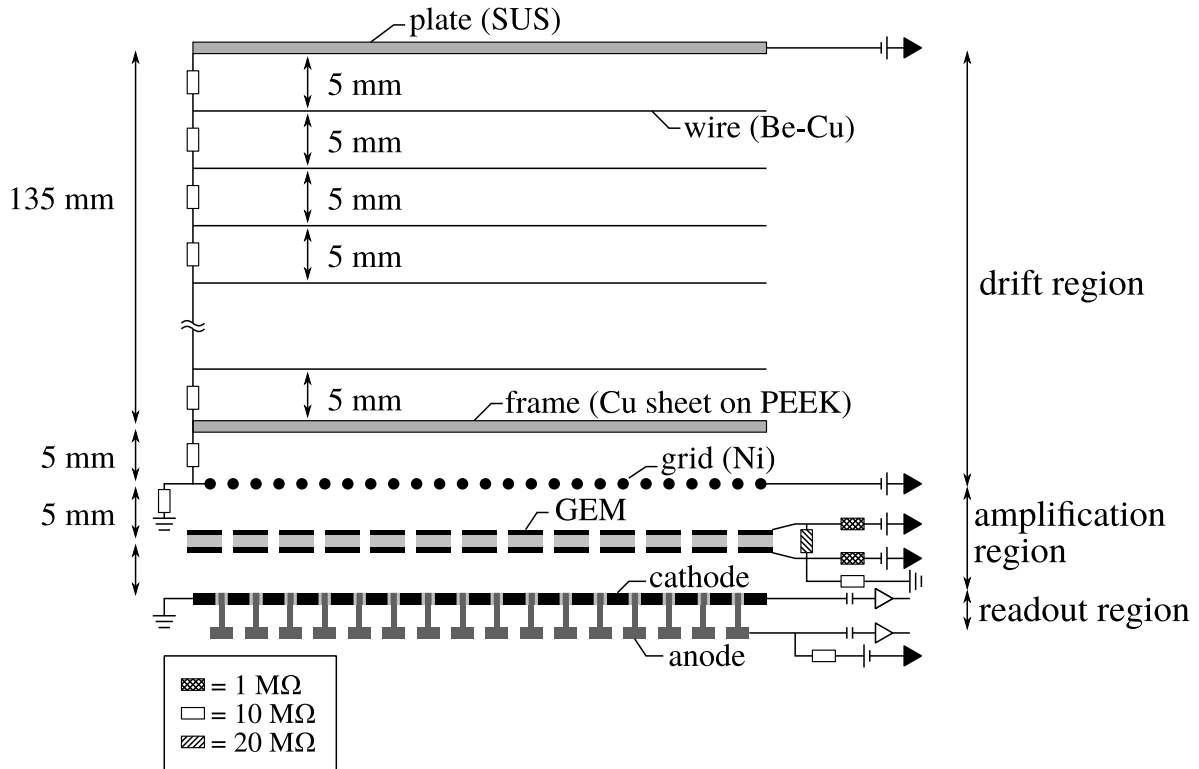 plate (SUS)
5 mm
wire (Be-Cu)
5 mm
135 mm
5 mm
5 mm
drift region
5 mm
frame (Cu sheet on PEEK)
5 mm
grid (Ni)
5 mm
GEM
amplification
region
cathode
readout region
anode
= 1 MΩ
= 10 MΩ
= 20 MΩ